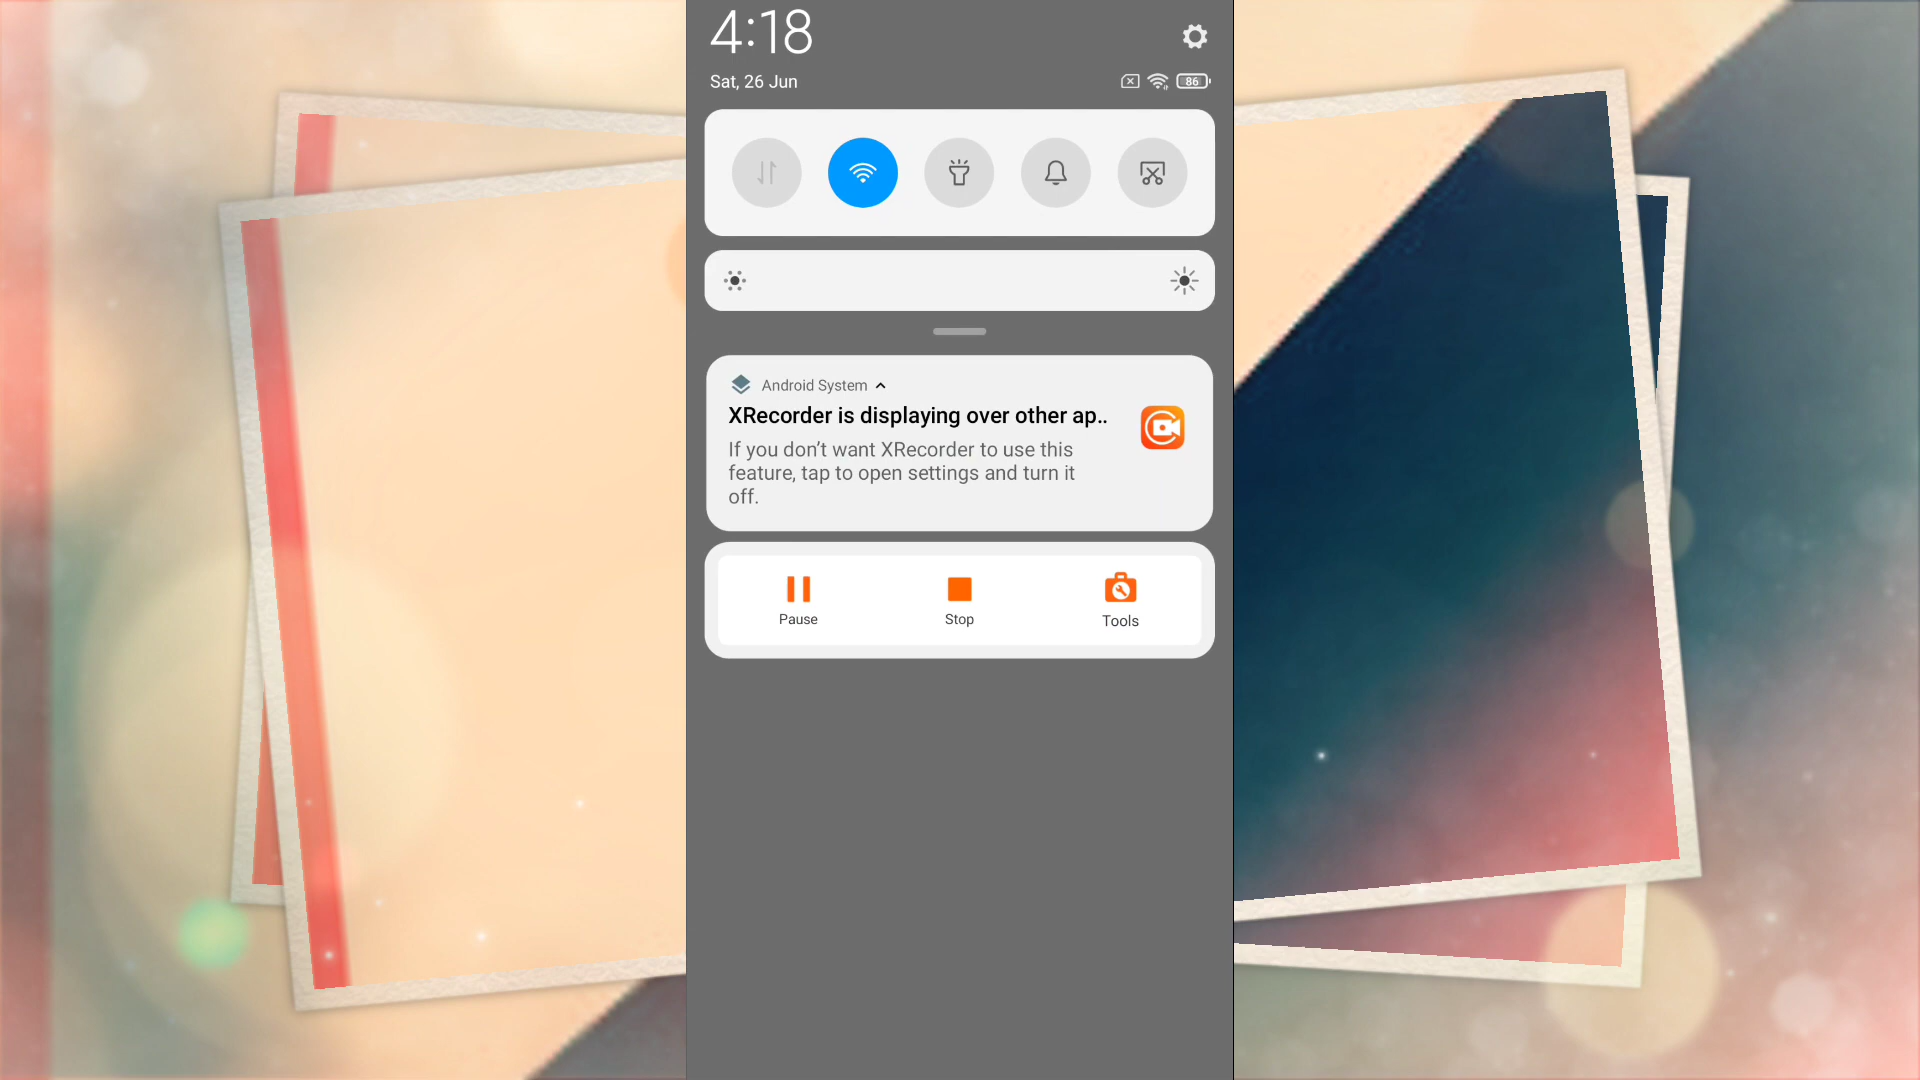 4:18
Sat, 26 Jun
86
Android System
XRecorder is displaying over other ap..
If you don’t want XRecorder to use this
feature, tap to open settings and turn it
off.
Pause
Stop
Tools